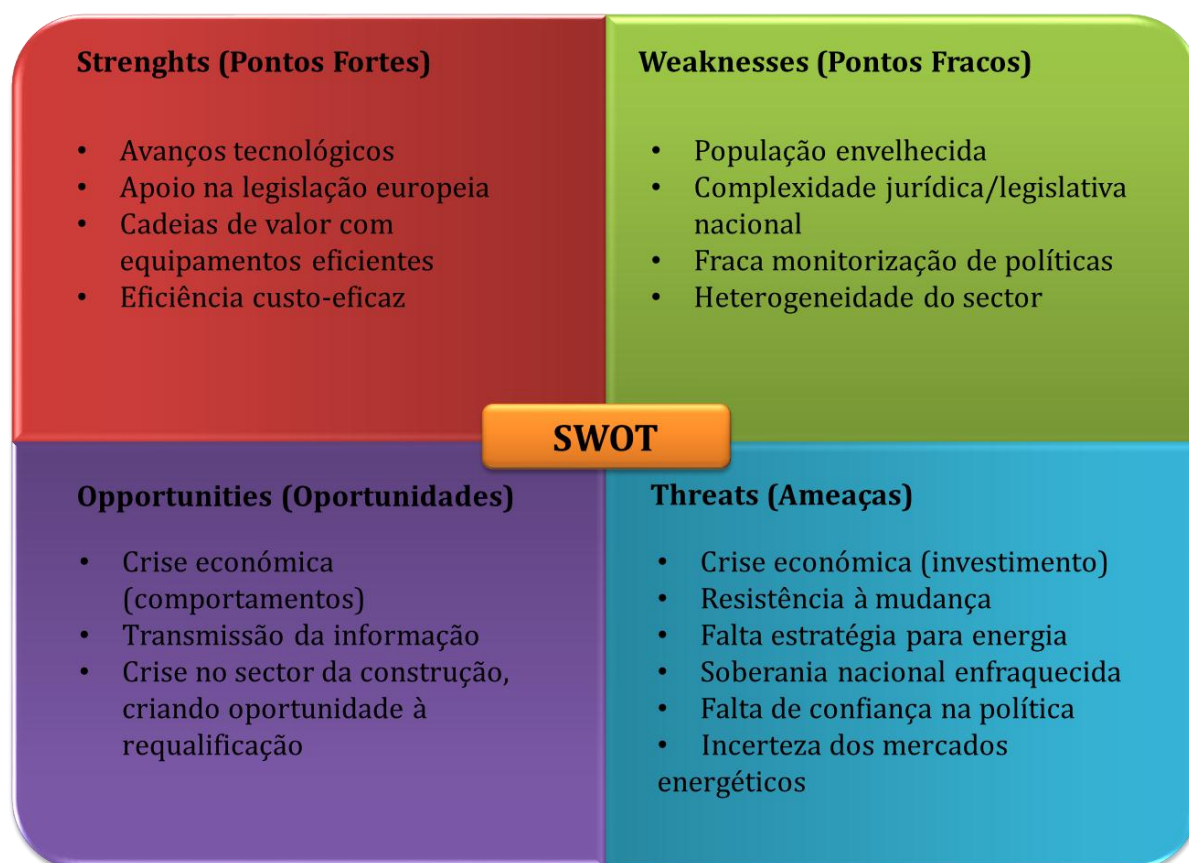 Strenghts (Pontos Fortes)
• Avanços tecnológicos
• Apoio na legislação europeia
• Cadeias de valor com
equipamentos eficientes
• Eficiência custo-eficaz
Weaknesses (Pontos Fracos)
• População envelhecida
• Complexidade jurídica/legislativa
nacional
• Fraca monitorização de políticas
• Heterogeneidade do sector
SWOT
Opportunities (Oportunidades)
• Crise económica
(comportamentos)
• Transmissão da informação
• Crise no sector da construção,
criando oportunidade à
requalificação
Threats (Ameaças)
• Crise económica (investimento)
• Resistência à mudança
• Falta estratégia para energia
• Soberania nacional enfraquecida
• Falta de confiança na política
• Incerteza dos mercados
energéticos